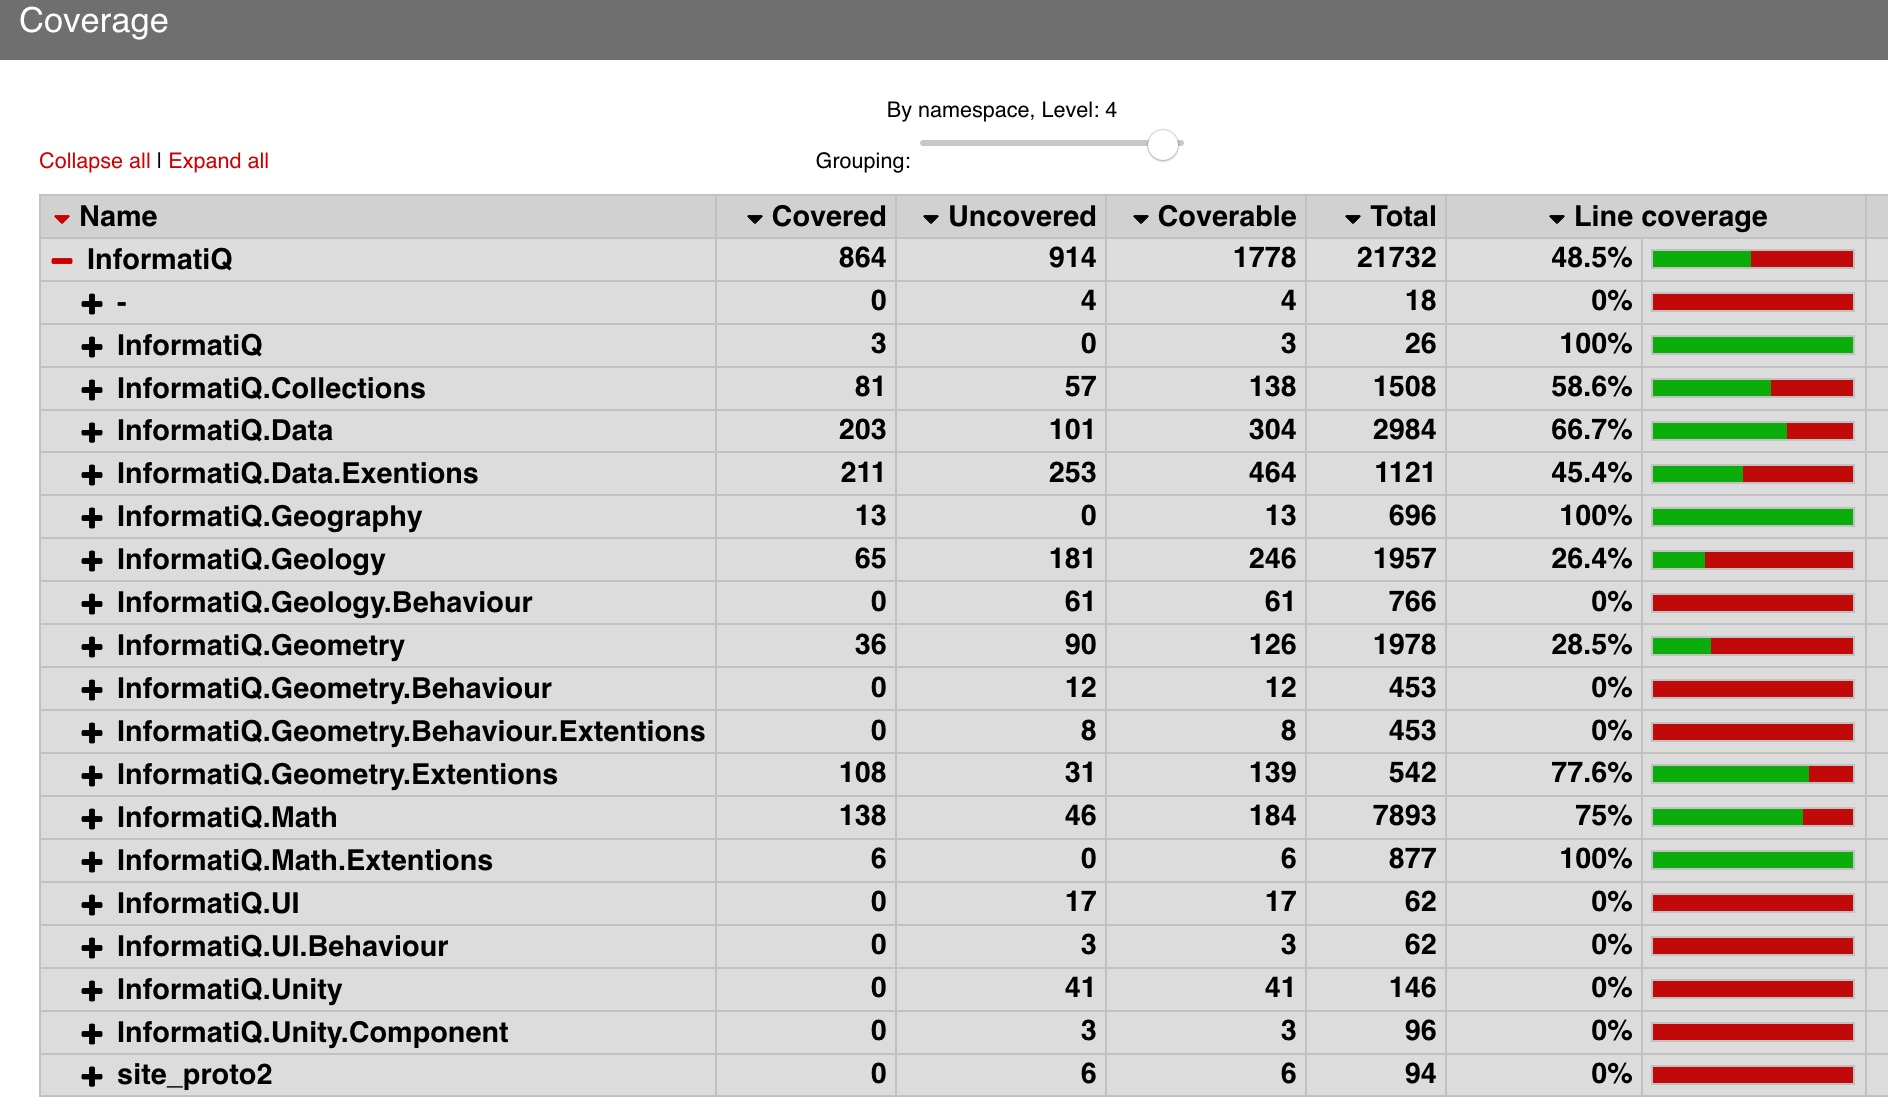 Coverage
By namespace, Level: 4
Collapse all | Expand all Grouping:
Name Covered Uncovered Coverable Total Line coverage
InformatiQ 864 914 1778 21732 48.5%
- 0 4 4 18 0%
InformatiQ 3 0 3 26 100%
InformatiQ.Collections 81 57 138 1508 58.6%
InformatiQ.Data 203 101 304 2984 66.7%
InformatiQ.Data.Exentions 211 253 464 1121 45.4%
InformatiQ.Geography 13 0 13 696 100%
InformatiQ.Geology 65 181 246 1957 26.4%
InformatiQ.Geology.Behaviour 0 61 61 766 0%
InformatiQ.Geometry 36 90 126 1978 28.5%
InformatiQ.Geometry.Behaviour 0 12 12 453 0%
InformatiQ.Geometry.Behaviour.Extentions 0 8 8 453 0%
InformatiQ.Geometry.Extentions 108 31 139 542 77.6%
InformatiQ.Math 138 46 184 7893 75%
InformatiQ.Math.Extentions 6 0 6 877 100%
InformatiQ.UI 0 17 17 62 0%
InformatiQ.UI.Behaviour 0 3 3 62 0%
InformatiQ.Unity 0 41 41 146 0%
InformatiQ.Unity.Component 0 3 3 96 0%
site_proto2 0 6 6 94 0%